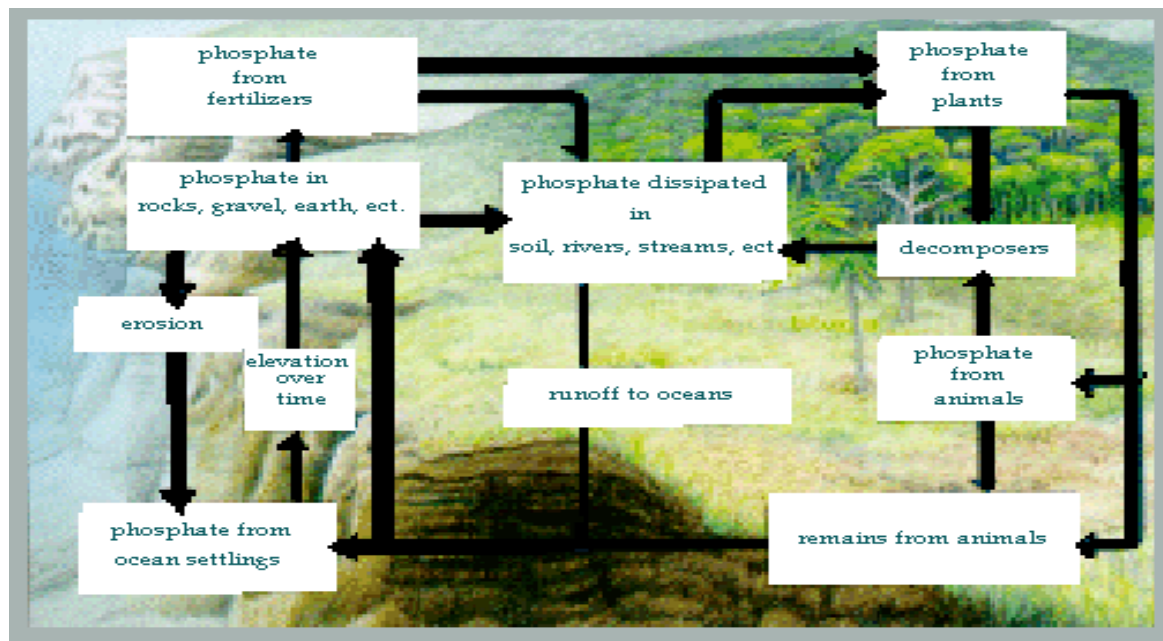 phosphate
from
fertilizers
phosphate
from
plants
phosphate in
rocks, gravel, earth, ect.
phosphate dissipated
in
soil, rivers, streams, ect
decomposers
erosion
elevation
over
time
phosphate
from
animals
runoff to oceans
phosphate from
ocean settlings
remains from animals